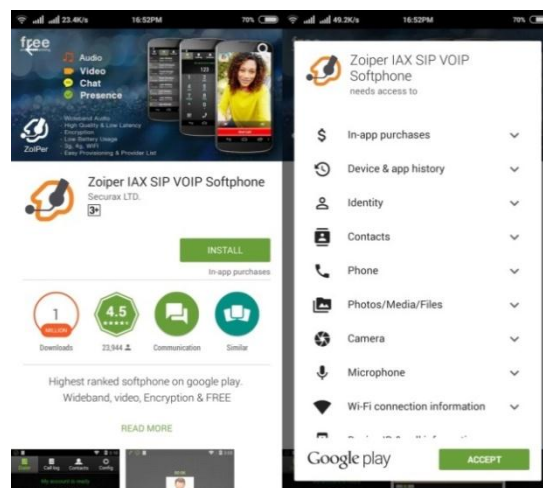 23.4K/s
16:52PM
70%
free
Audio
Video
Chat
Presence
- Wideband Audio
- High Quality & Low Latency
- Encryption
- Low Battery Usage
- 3g, 4g, WIFI
- Easy Provisioning & Provider List
ZoiPer
Zoiper IAX SIP VOIP Softphone
Securax LTD.
3+
INSTALL
In-app purchases
1
MILLION
Downloads
4.5
23,944
Communication
Similar
Highest ranked softphone on google play.
Wideband, video, Encryption & FREE
READ MORE
Call log
Contacts
Config
49.2K/s
16:52PM
70%
Zoiper IAX SIP VOIP
Softphone
needs access to
$
In-app purchases
Device & app history
Identity
Contacts
Phone
Photos/Media/Files
Camera
Microphone
Wi-Fi connection information
Google play
ACCEPT